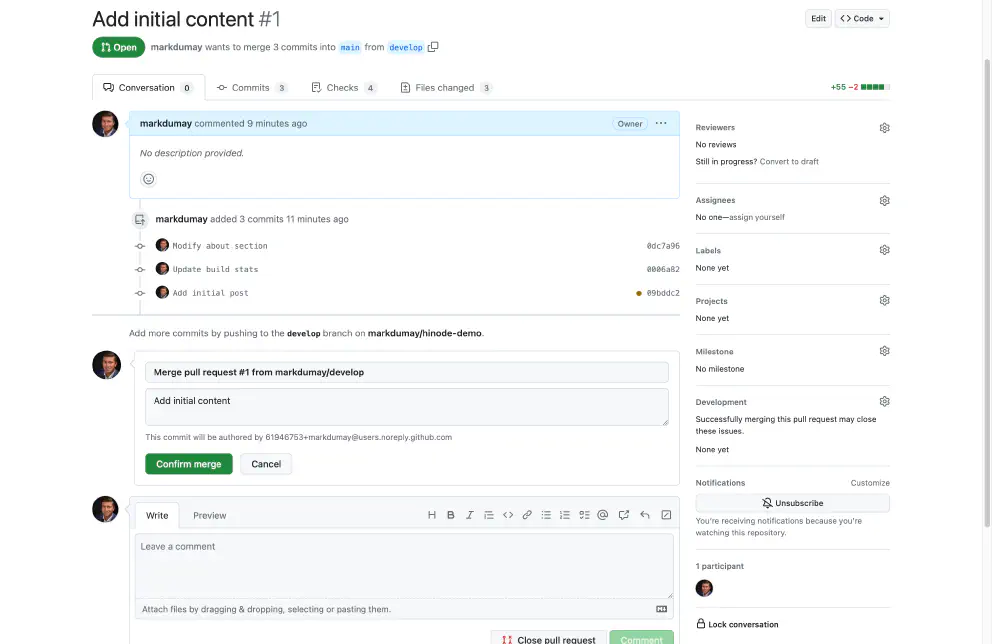 Add initial content #1
Edit
<> Code
Open
markdumay wants to merge 3 commits into main from develop
Conversation 0
Commits 3
Checks 4
Files changed 3
+55 −2
markdumay commented 9 minutes ago
Owner
No description provided.
markdumay added 3 commits 11 minutes ago
Modify about section 0dc7a96
Update build stats 0006a82
Add initial post 09bddc2
Add more commits by pushing to the develop branch on markdumay/hinode-demo.
Merge pull request #1 from markdumay/develop
Add initial content
This commit will be authored by 61946753+markdumay@users.noreply.github.com
Confirm merge
Cancel
Write
Preview
Leave a comment
Attach files by dragging & dropping, selecting or pasting them.
Close pull request
Comment
Reviewers
No reviews
Still in progress? Convert to draft
Assignees
No one—assign yourself
Labels
None yet
Projects
None yet
Milestone
No milestone
Development
Successfully merging this pull request may close
these issues.
None yet
Notifications
Customize
Unsubscribe
You're receiving notifications because you're
watching this repository.
1 participant
Lock conversation